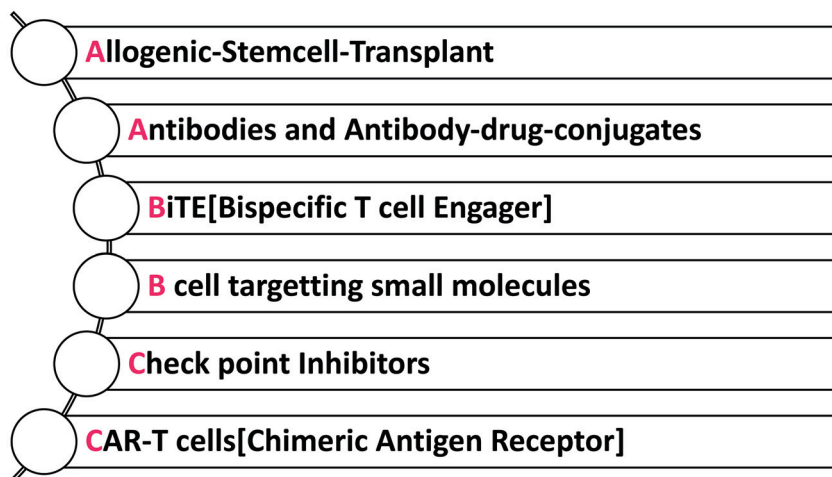 Allogenic-Stemcell-Transplant
Antibodies and Antibody-drug-conjugates
BiTE[Bispecific T cell Engager]
B cell targetting small molecules
Check point Inhibitors
CAR-T cells[Chimeric Antigen Receptor]